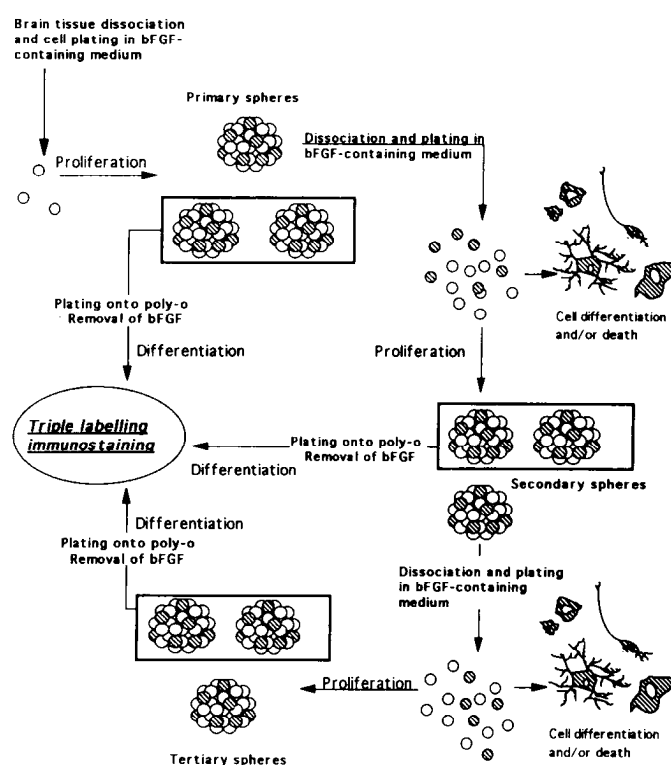 Brain tissue dissociation
and cell plating in bFGF-
containing medium
Primary spheres
Proliferation
Dissociation and plating in
bFGF-containing medium
Plating onto poly-o
Removal of bFGF
Differentiation
Cell differentiation
and/or death
Proliferation
Triple labelling
immunostaining
Plating onto poly-o
Removal of bFGF
Differentiation
Secondary spheres
Differentiation
Plating onto poly-o
Removal of bFGF
Dissociation and plating
in bFGF-containing
medium
Proliferation
Tertiary spheres
Cell differentiation
and/or death